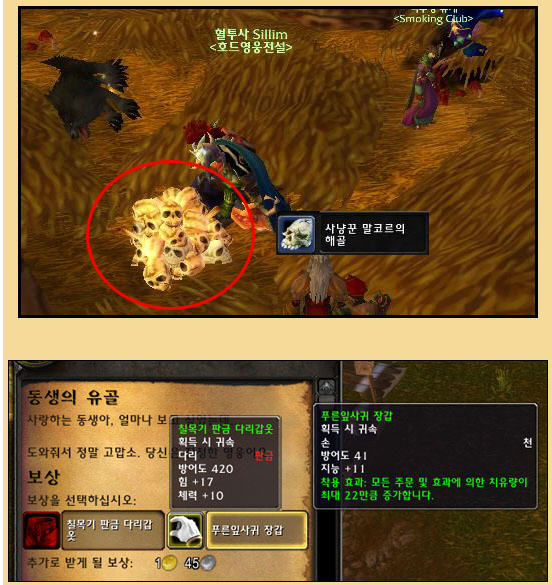 혈투사 Sillim
<호드영웅전설>
<Smoking Club>
사냥꾼 말코르의
해골
동생의 유골
사랑하는 동생아, 얼마나 보고
도와줘서 정말 고맙소. 당신은
보상
보상을 선택하십시오:
칠목기 판금 다리갑
옷
푸른잎사귀 장갑
추가로 받게 될 보상: 1 45
칠목기 판금 다리갑옷
획득 시 귀속
다리 판금
방어도 420
힘 +17
체력 +10
푸른잎사귀 장갑
획득 시 귀속
손 천
방어도 41
지능 +11
착용 효과: 모든 주문 및 효과에 의한 치유량이
최대 22만큼 증가합니다.